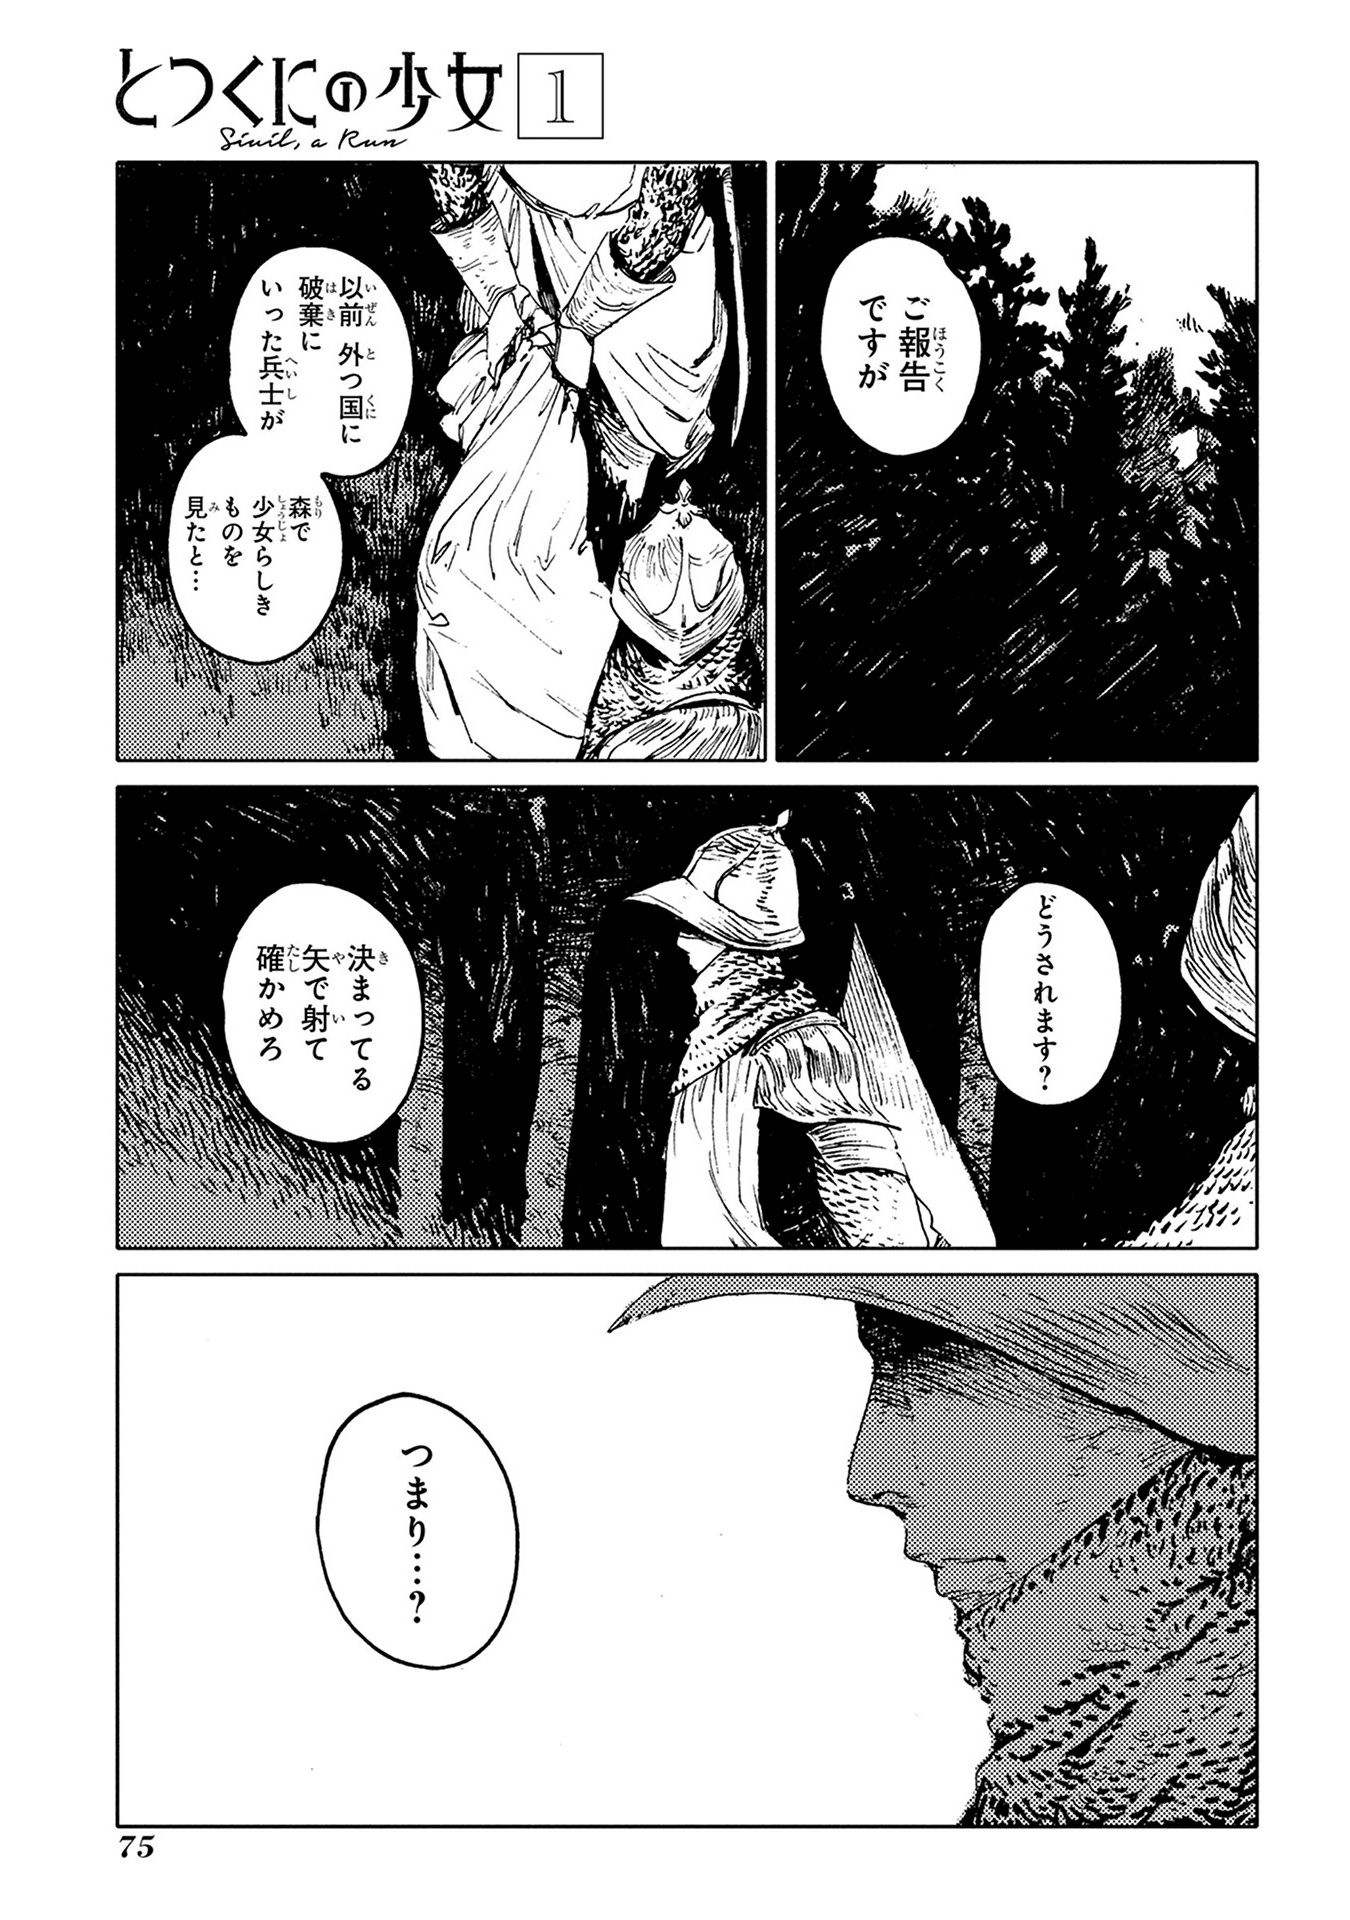 とつくにの少女 1
Siúil, a Rún
ご報告
ですが
以前 外つ国に
破棄に
いった兵士が
森で
少女らしき
ものを
見たと…
どうされます?
決まってる
矢で射て
確かめろ
つまり…?
75